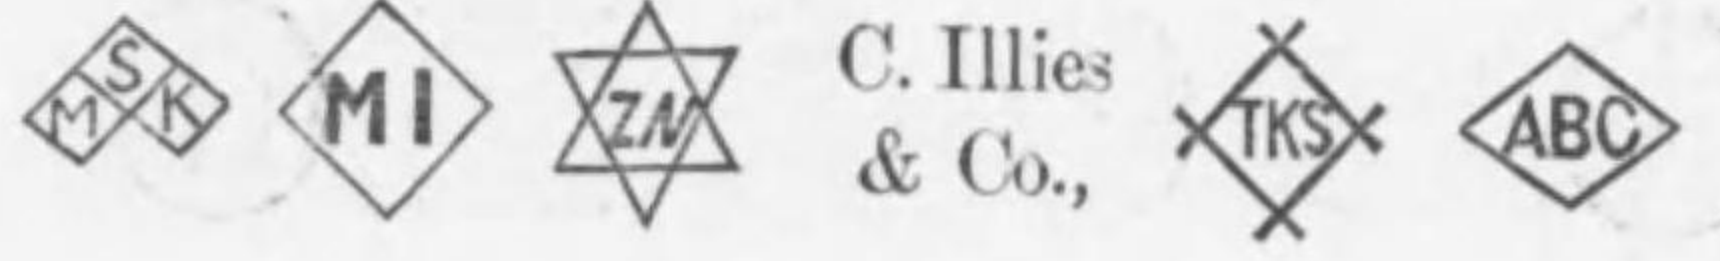 MSK
MI
ZN
C. Illies
& Co.,
TKS
ABC